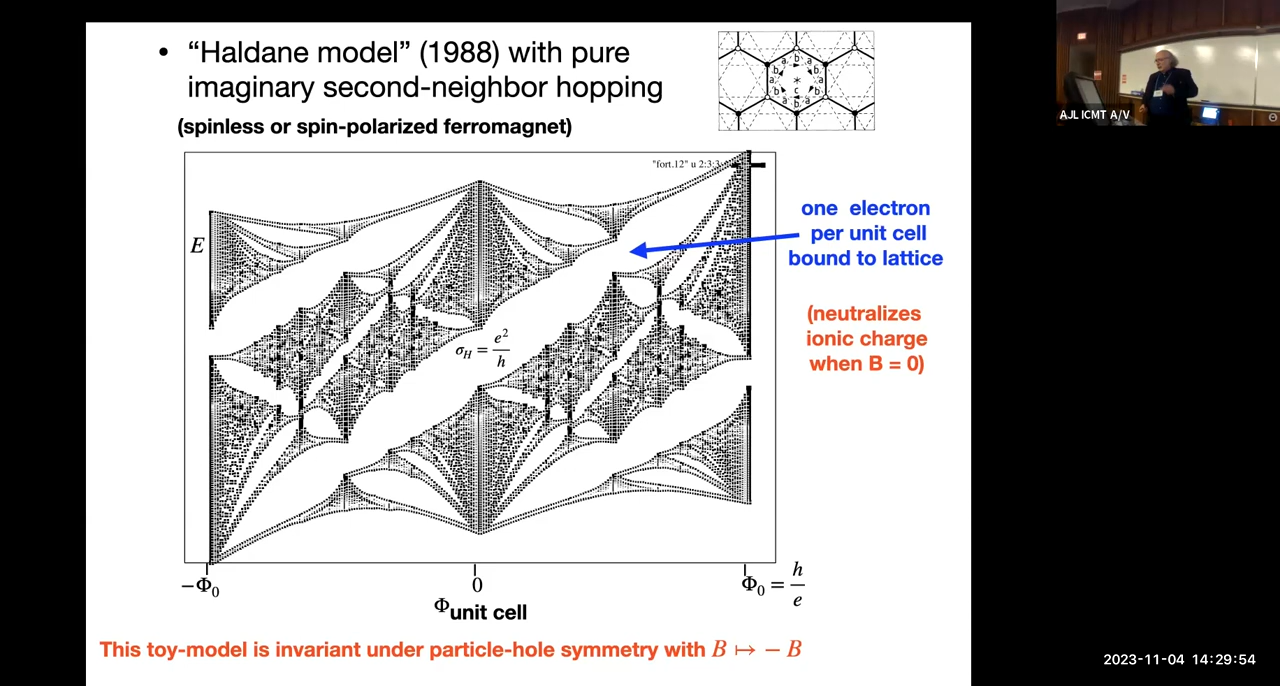 • “Haldane model” (1988) with pure
imaginary second-neighbor hopping
(spinless or spin-polarized ferromagnet)
a b a b a b a b a b a b
* c
AJL ICMT A/V
"fort.12" u 2:3:3
E
one electron
per unit cell
bound to lattice
(neutralizes
ionic charge
when B = 0)
σ_H = e²/h
−Φ₀
0
Φ₀ = h/e
Φunit cell
This toy-model is invariant under particle-hole symmetry with B ↦ − B
2023-11-04 14:29:54